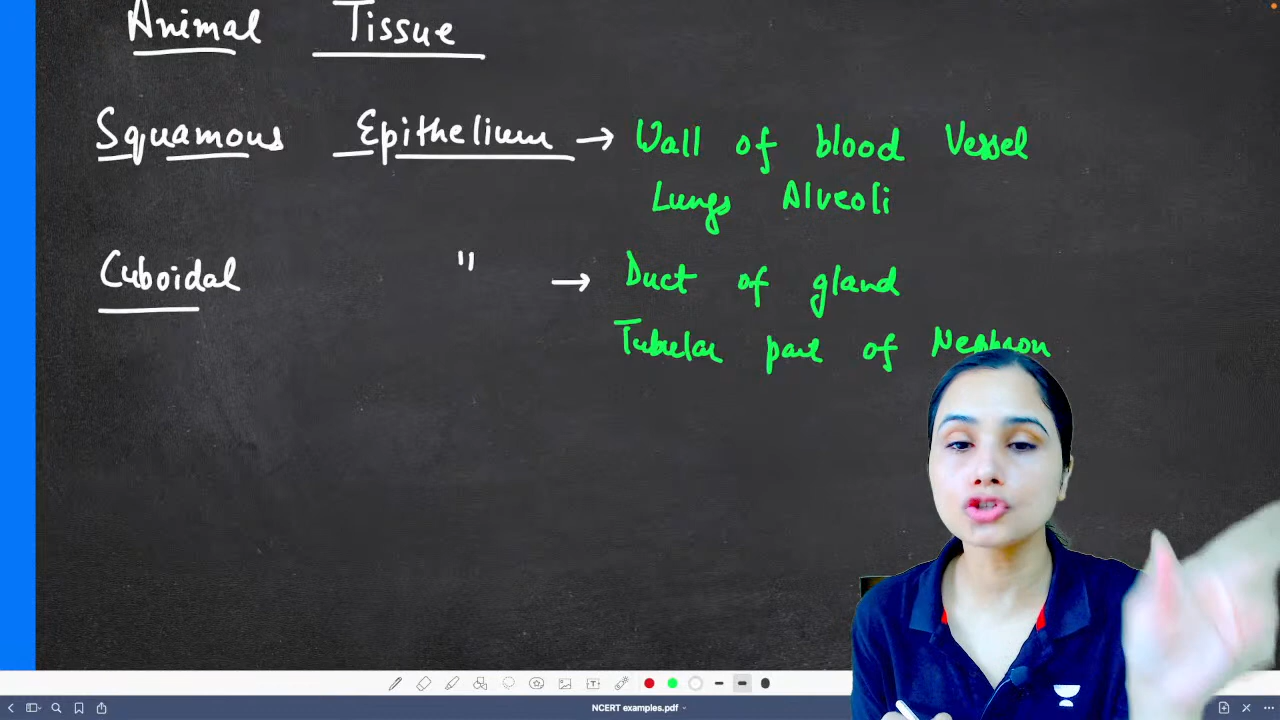 Animal Tissue
Squamous Epithelium → Wall of blood Vessel
Lungs Alveoli
Cuboidal " → Duct of gland
Tubular part of Nephron
NCERT examples.pdf